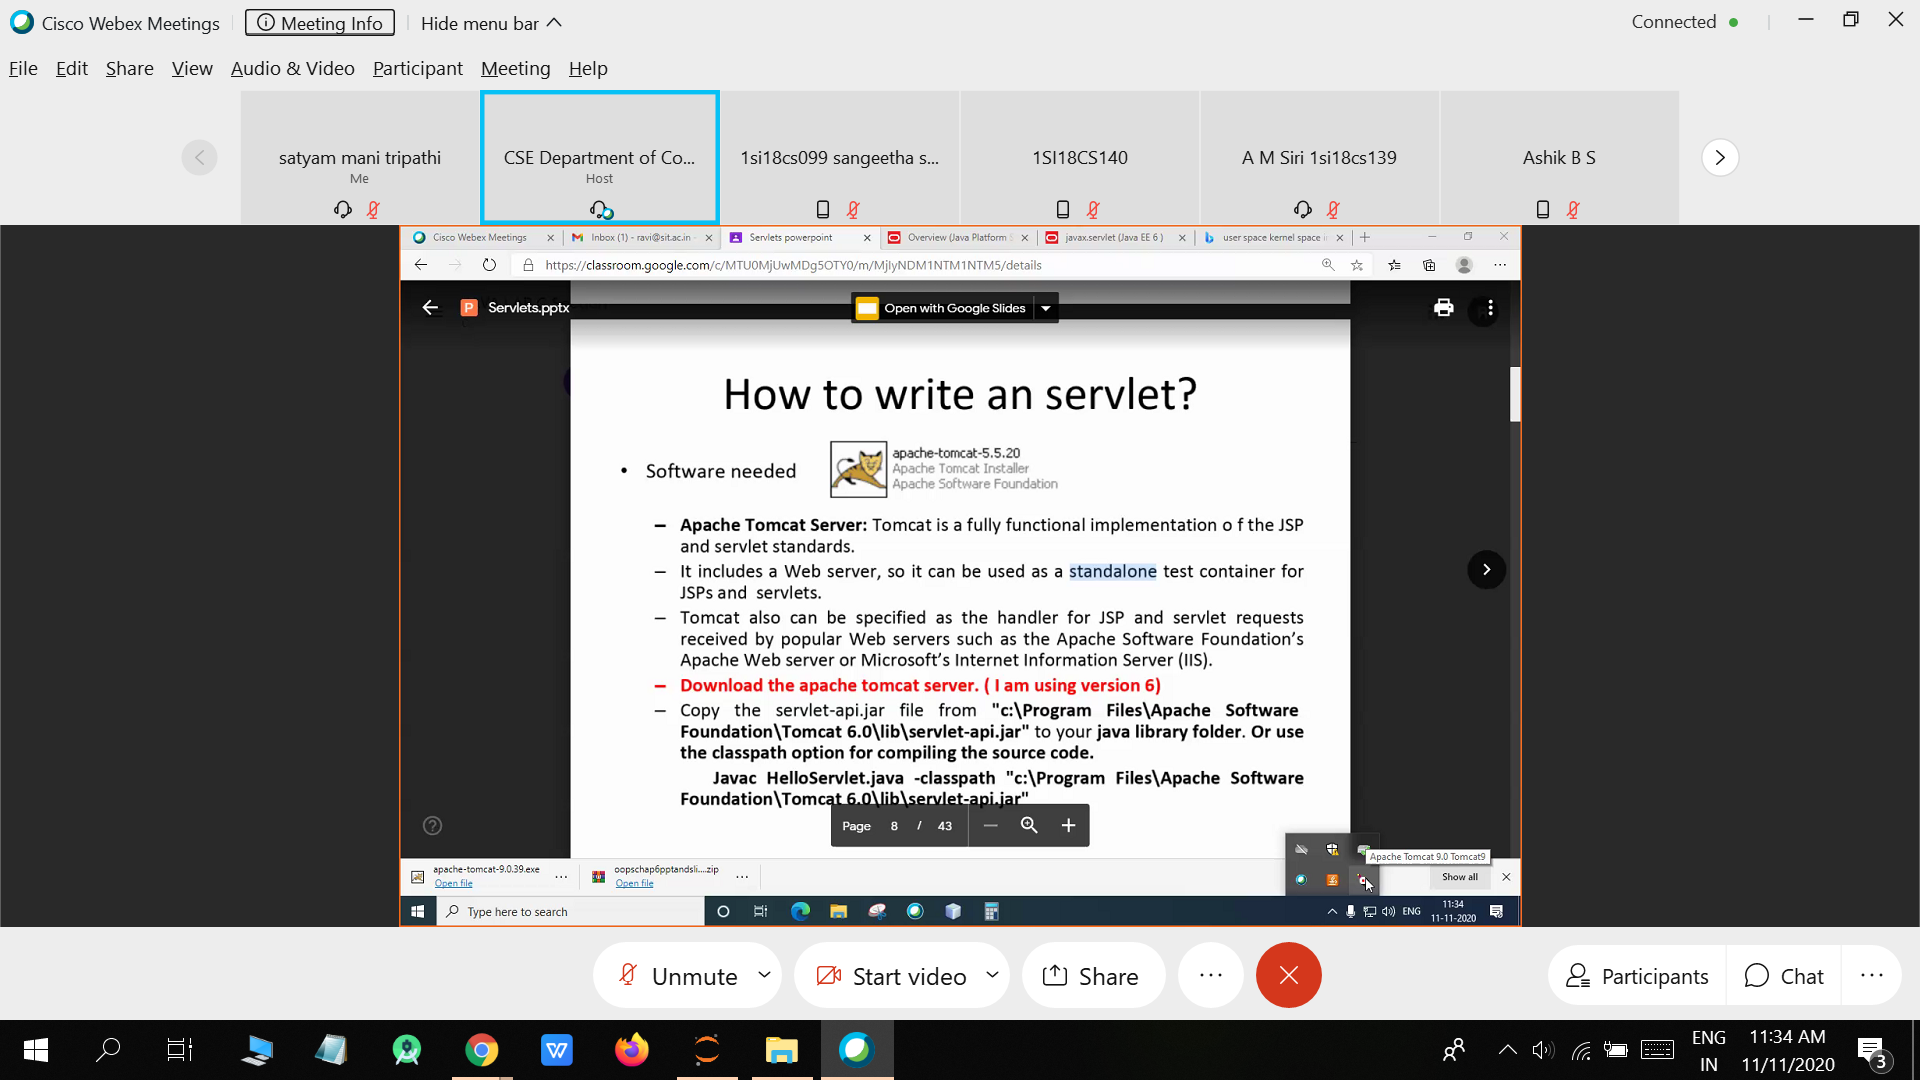 Cisco Webex Meetings
Meeting Info
Hide menu bar
Connected
File Edit Share View Audio & Video Participant Meeting Help
satyam mani tripathi
Me
CSE Department of Co...
Host
1si18cs099 sangeetha s...
1SI18CS140
A M Siri 1si18cs139
Ashik B S
Cisco Webex Meetings
Inbox (1) - ravi@sit.ac.in -
Servlets powerpoint
Overview (Java Platform
javax.servlet (Java EE 6 )
user space kernel space
https://classroom.google.com/c/MTU0MjUwMDg5OTY0/m/MjIyNDM1NTM1NTM5/details
P
Servlets.pptx
Open with Google Slides
How to write an servlet?
• Software needed
apache-tomcat-5.5.20
Apache Tomcat Installer
Apache Software Foundation
– Apache Tomcat Server: Tomcat is a fully functional implementation o f the JSP
and servlet standards.
– It includes a Web server, so it can be used as a standalone test container for
JSPs and servlets.
– Tomcat also can be specified as the handler for JSP and servlet requests
received by popular Web servers such as the Apache Software Foundation’s
Apache Web server or Microsoft’s Internet Information Server (IIS).
– Download the apache tomcat server. ( I am using version 6)
– Copy the servlet-api.jar file from "c:\Program Files\Apache Software
Foundation\Tomcat 6.0\lib\servlet-api.jar" to your java library folder. Or use
the classpath option for compiling the source code.
Javac HelloServlet.java -classpath "c:\Program Files\Apache Software
Foundation\Tomcat 6.0\lib\servlet-api.jar"
Page 8 / 43
Apache Tomcat 9.0 Tomcat9
apache-tomcat-9.0.39.exe
Open file
oopschap6pptandsli....zip
Open file
Show all
Type here to search
ENG
11:34
11-11-2020
Unmute
Start video
Share
Participants
Chat
W
ENG
IN
11:34 AM
11/11/2020
3